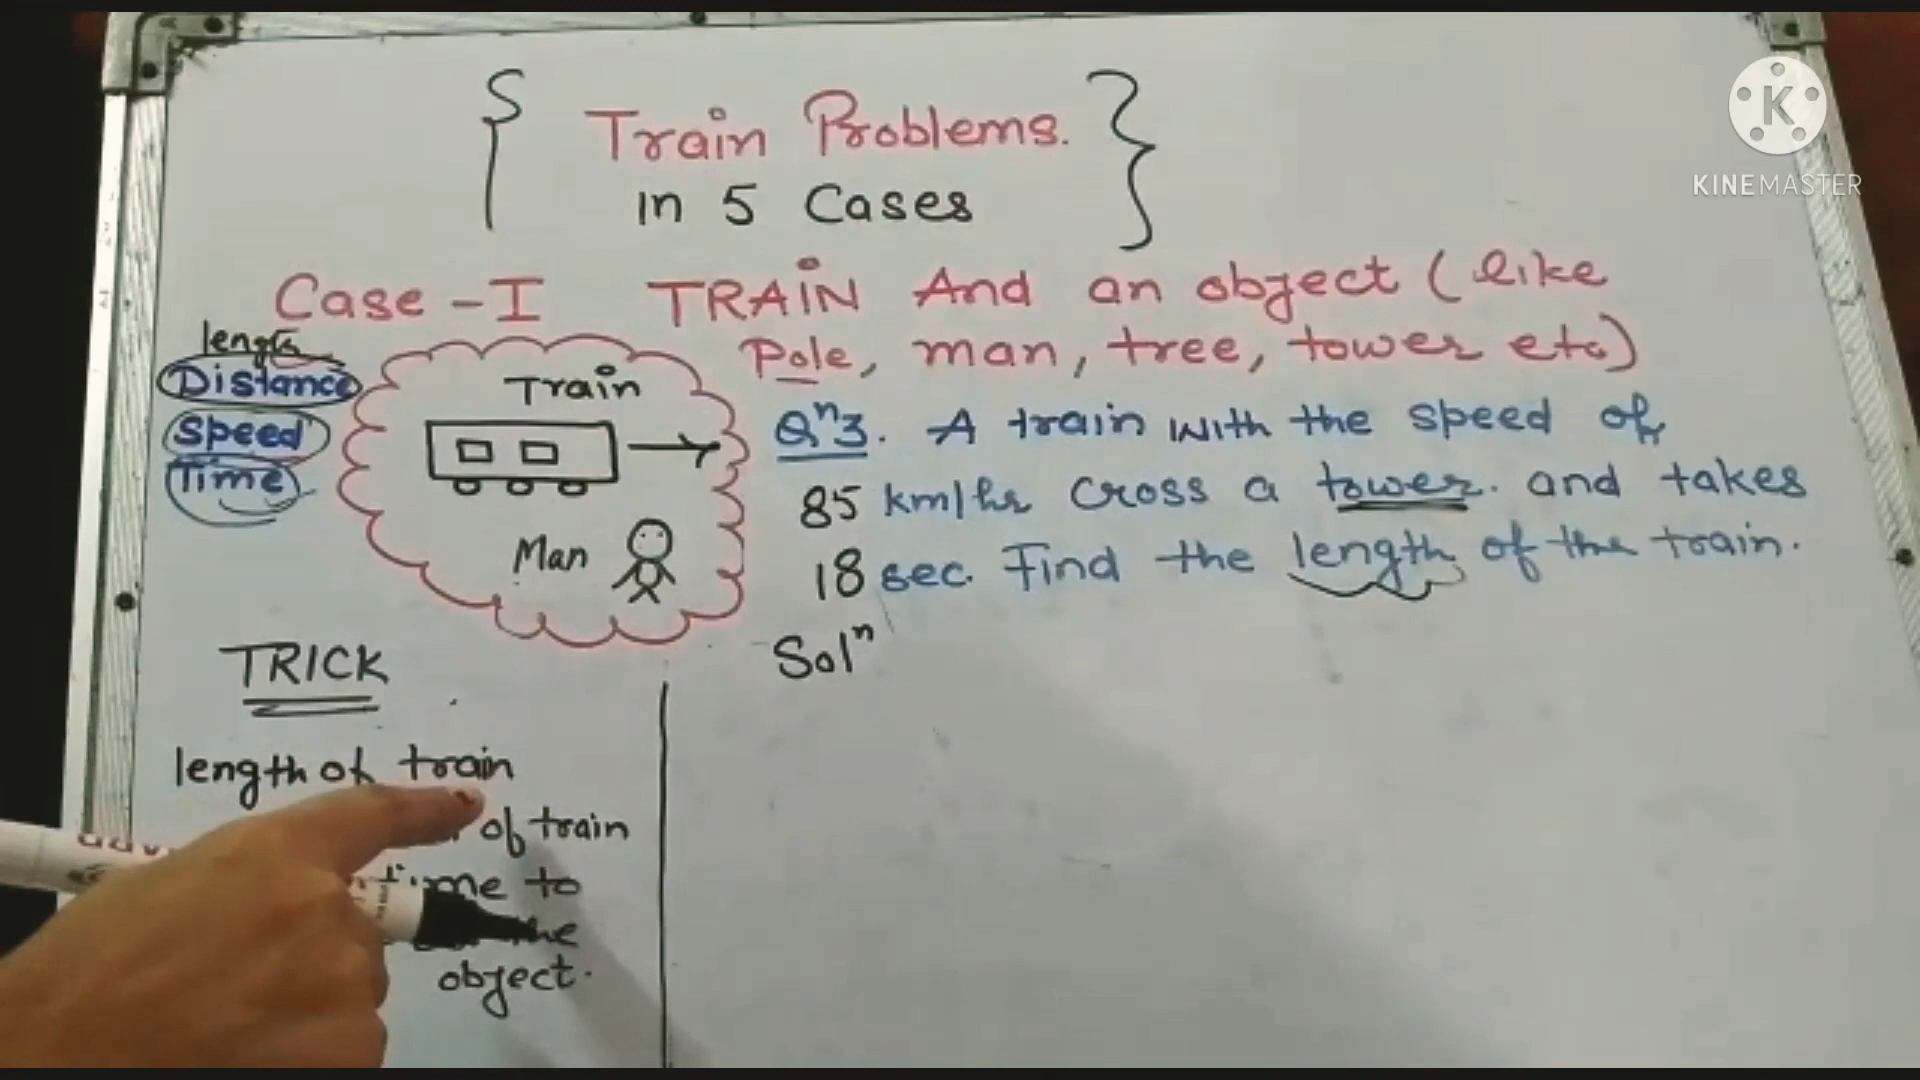 Train Problems.
in 5 Cases
Case - I TRAIN And an object (like
Pole, man, tree, tower etc)
length
Distance
Speed
Time
Train
Man
Qn3. A train with the speed of
85 km/hr cross a tower. and takes
18 sec. Find the length of the train.
Soln
TRICK
length of train
of train
time to
the
object.
KINEMASTER